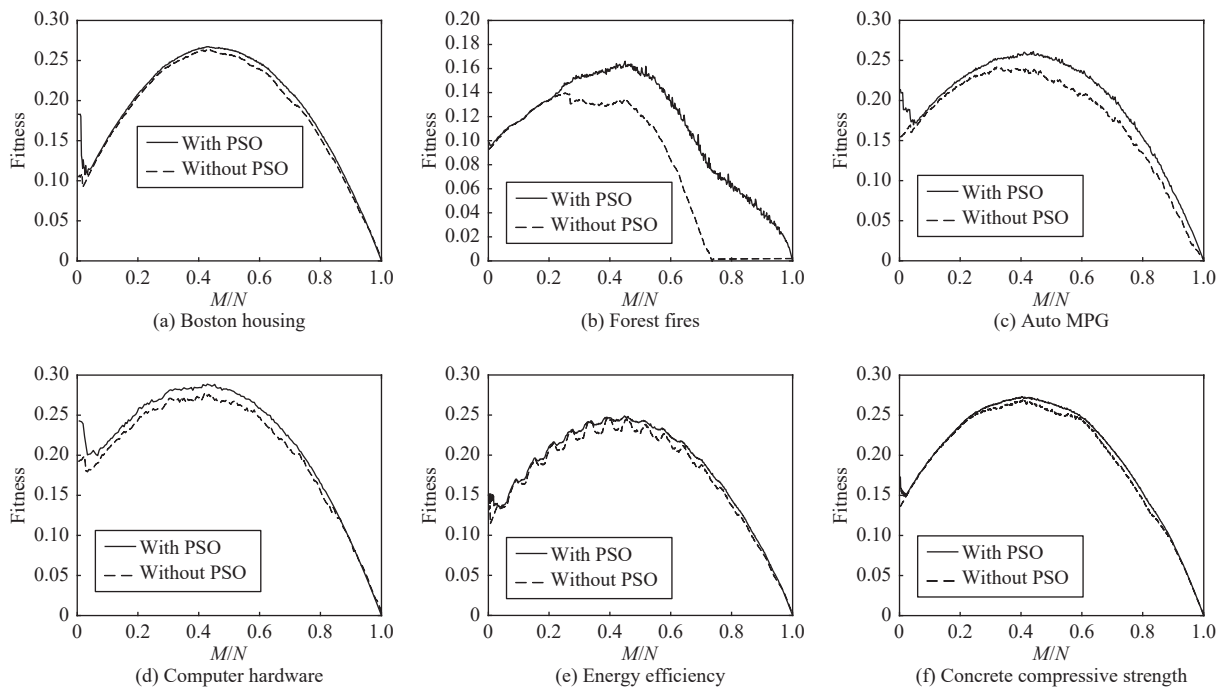 0.30
0.25
0.20
0.15
0.10
0.05
0
Fitness
With PSO
Without PSO
0 0.2 0.4 0.6 0.8 1.0
M/N
(a) Boston housing
0.20
0.18
0.16
0.14
0.12
0.10
0.08
0.06
0.04
0.02
0
Fitness
With PSO
Without PSO
0 0.2 0.4 0.6 0.8 1.0
M/N
(b) Forest fires
0.30
0.25
0.20
0.15
0.10
0.05
0
Fitness
With PSO
Without PSO
0 0.2 0.4 0.6 0.8 1.0
M/N
(c) Auto MPG
0.30
0.25
0.20
0.15
0.10
0.05
0
Fitness
With PSO
Without PSO
0 0.2 0.4 0.6 0.8 1.0
M/N
(d) Computer hardware
0.30
0.25
0.20
0.15
0.10
0.05
0
Fitness
With PSO
Without PSO
0 0.2 0.4 0.6 0.8 1.0
M/N
(e) Energy efficiency
0.30
0.25
0.20
0.15
0.10
0.05
0
Fitness
With PSO
Without PSO
0 0.2 0.4 0.6 0.8 1.0
M/N
(f) Concrete compressive strength